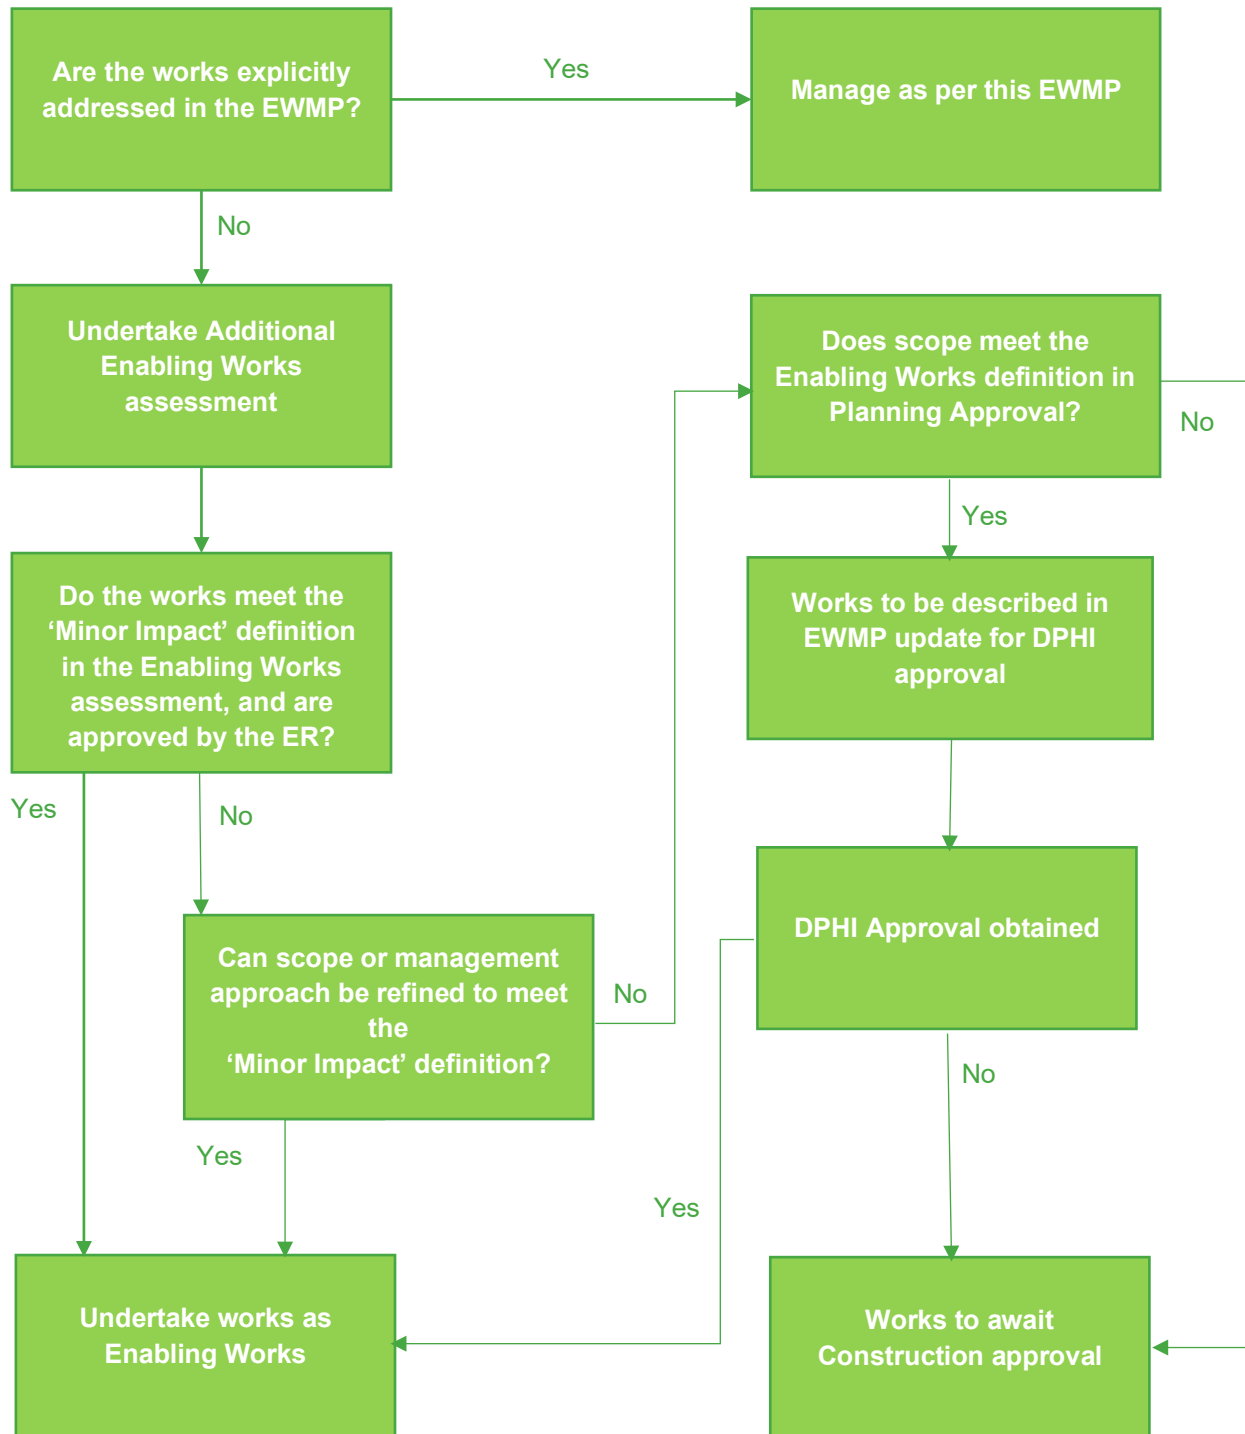 Are the works explicitly
addressed in the EWMP?
Yes
Manage as per this EWMP
No
Undertake Additional
Enabling Works
assessment
Does scope meet the
Enabling Works definition in
Planning Approval?
No
Yes
Do the works meet the
‘Minor Impact’ definition
in the Enabling Works
assessment, and are
approved by the ER?
Works to be described in
EWMP update for DPHI
approval
Yes
No
Can scope or management
approach be refined to meet
the
‘Minor Impact’ definition?
No
DPHI Approval obtained
No
Yes
Yes
Undertake works as
Enabling Works
Works to await
Construction approval